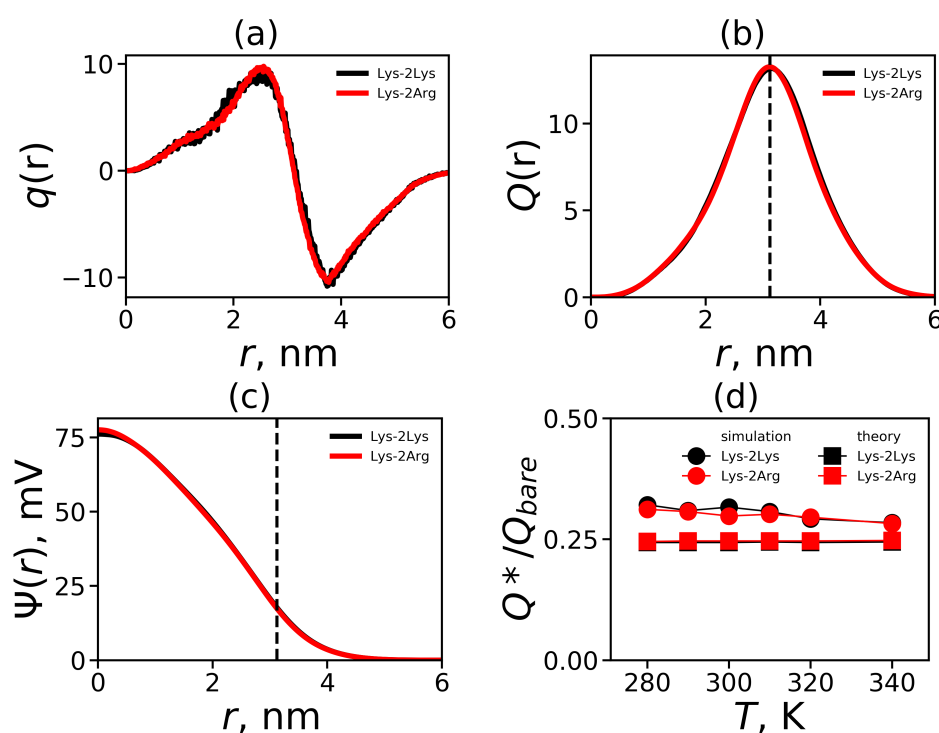 (a)
10
0
−10
q(r)
Lys-2Lys
Lys-2Arg
0 2 4 6
r, nm
(b)
10
5
0
Q(r)
Lys-2Lys
Lys-2Arg
0 2 4 6
r, nm
(c)
75
50
25
0
Ψ(r), mV
Lys-2Lys
Lys-2Arg
0 2 4 6
r, nm
(d)
0.50
0.25
0.00
Q*/Q_bare
simulation theory
Lys-2Lys Lys-2Lys
Lys-2Arg Lys-2Arg
280 300 320 340
T, K